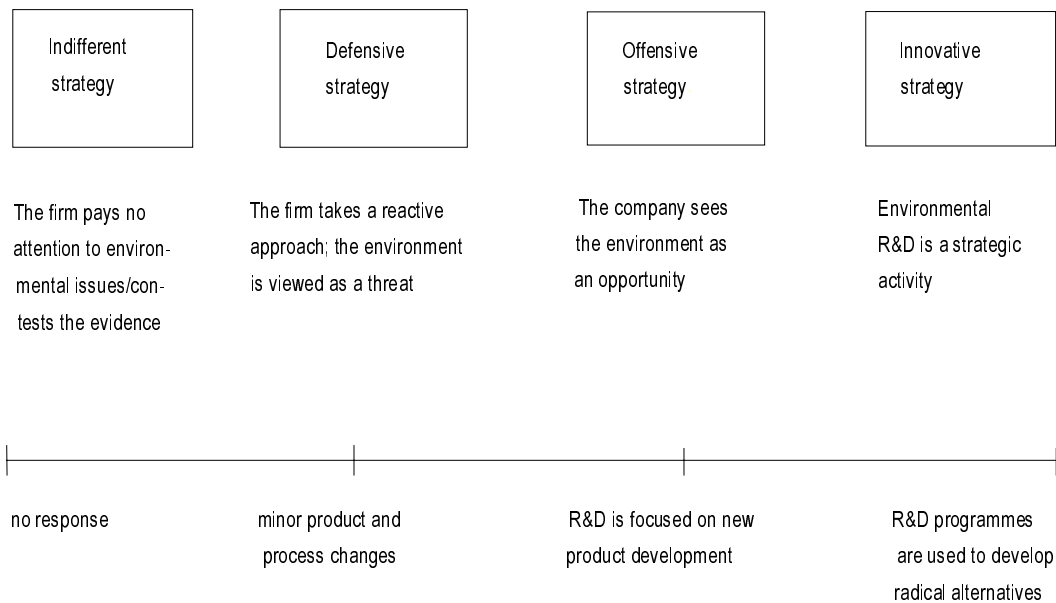 Indifferent
strategy
Defensive
strategy
Offensive
strategy
Innovative
strategy
The firm pays no
attention to environ-
mental issues/con-
tests the evidence
The firm takes a reactive
approach; the environment
is viewed as a threat
The company sees
the environment as
an opportunity
Environmental
R&D is a strategic
activity
no response
minor product and
process changes
R&D is focused on new
product development
R&D programmes
are used to develop
radical alternatives